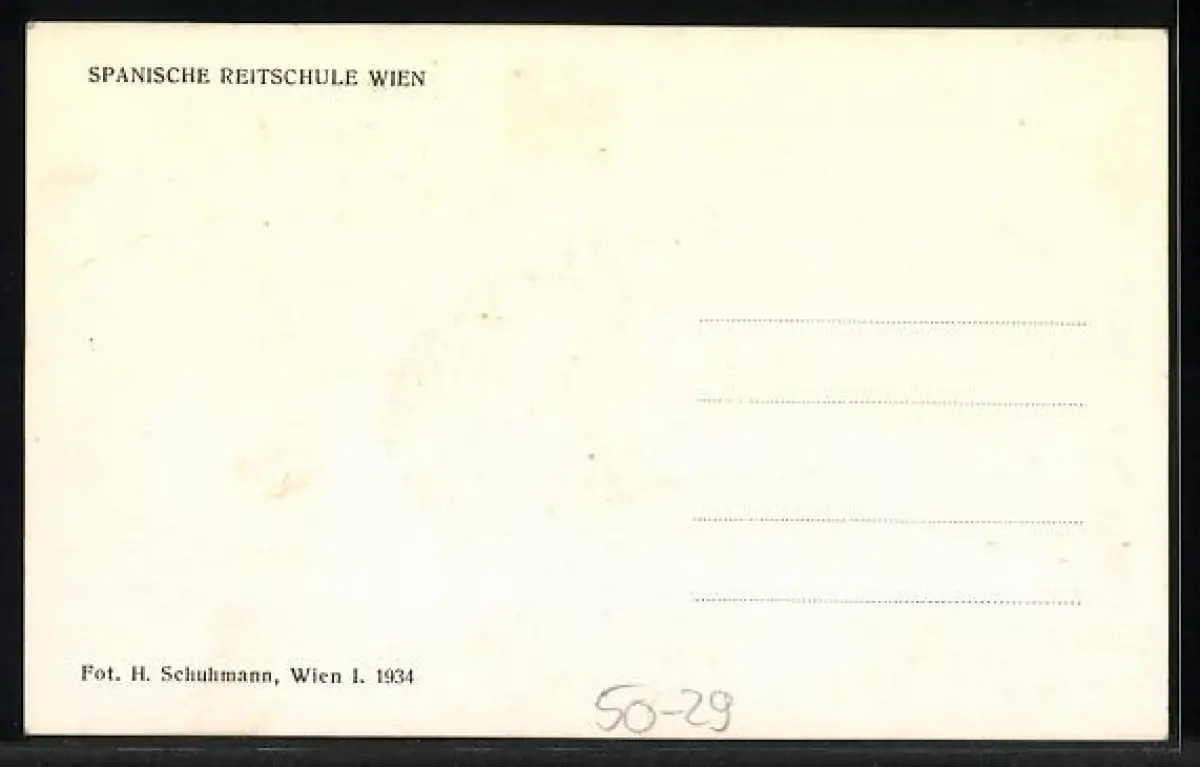 SPANISCHE REITSCHULE WIEN
Fot. H. Schuhmann, Wien I. 1934
50-29